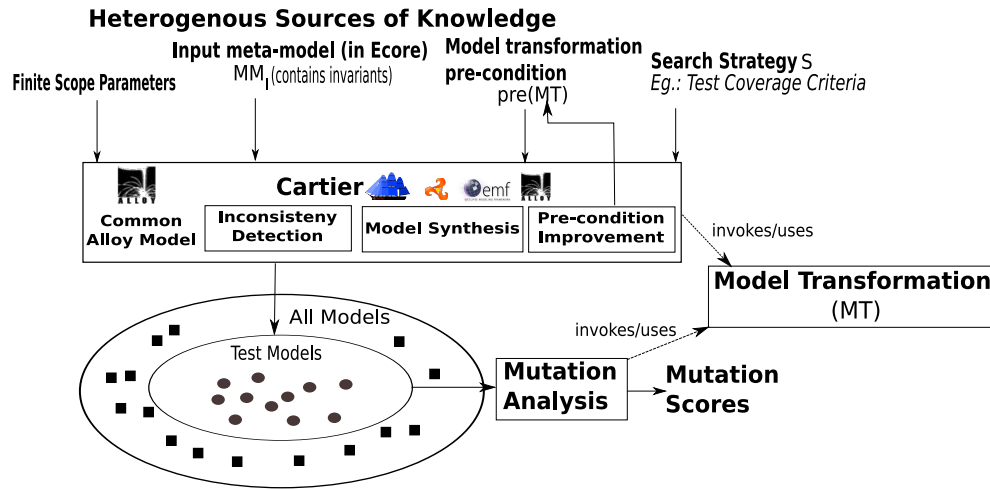 Heterogenous Sources of Knowledge
Finite Scope Parameters
Input meta-model (in Ecore)
MMI (contains invariants)
Model transformation
pre-condition
pre(MT)
Search Strategy S
Eg.: Test Coverage Criteria
ALLOY
Common
Alloy Model
Cartier
emf
ALLOY
Inconsisteny
Detection
Model Synthesis
Pre-condition
Improvement
invokes/uses
Model Transformation
(MT)
All Models
Test Models
invokes/uses
Mutation
Analysis
Mutation
Scores